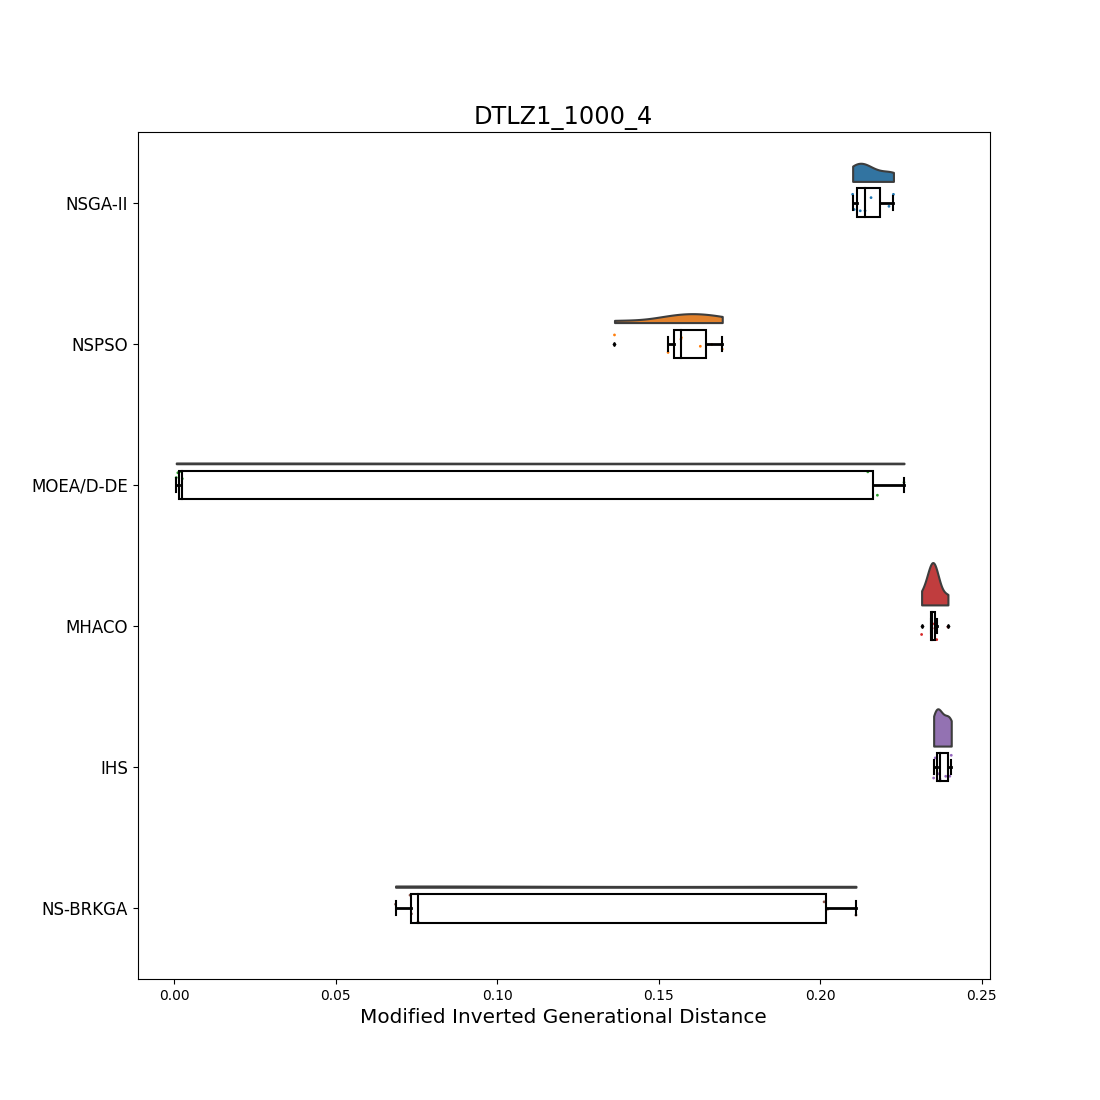 DTLZ1_1000_4
NSGA-II
NSPSO
MOEA/D-DE
MHACO
IHS
NS-BRKGA
0.00 0.05 0.10 0.15 0.20 0.25
Modified Inverted Generational Distance